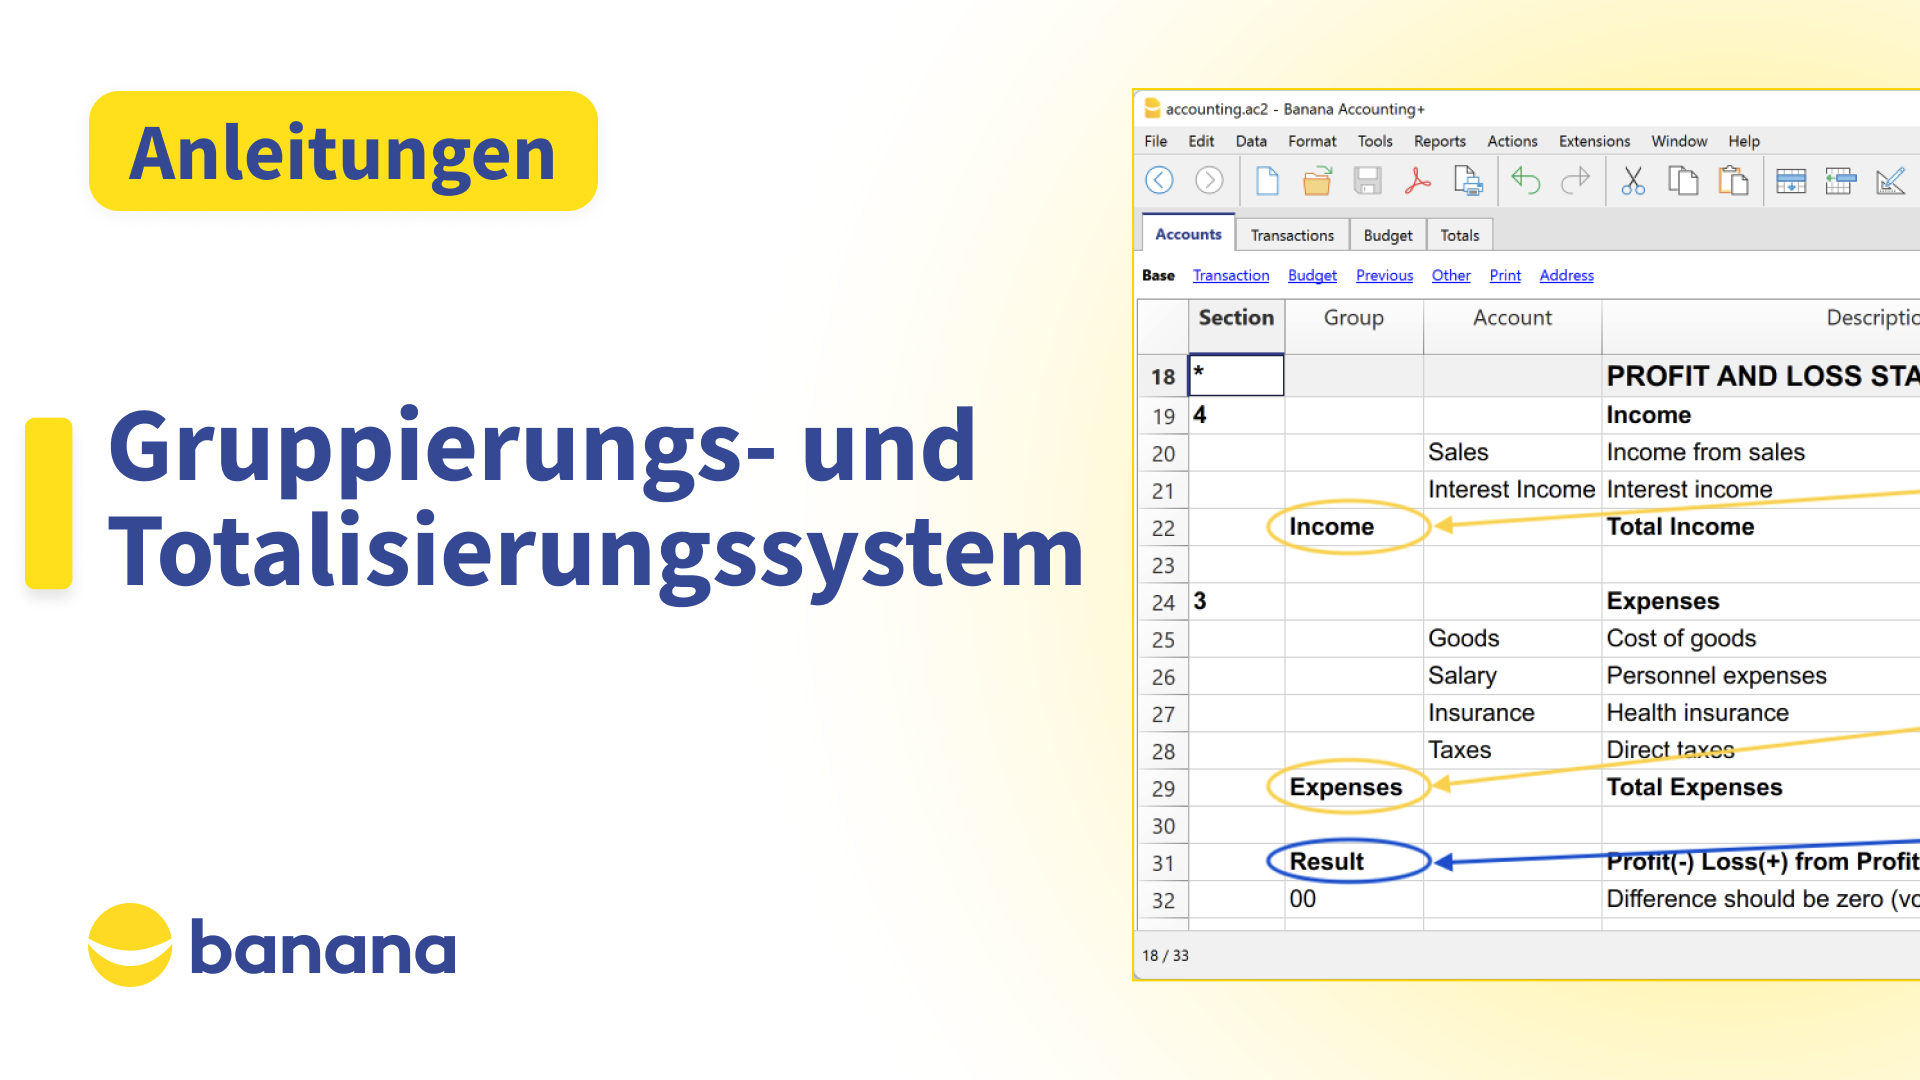 Anleitungen
Gruppierungs- und
Totalisierungssystem
banana
accounting.ac2 - Banana Accounting+
File Edit Data Format Tools Reports Actions Extensions Window Help
Accounts Transactions Budget Totals
Base Transaction Budget Previous Other Print Address
Section Group Account Descriptio
18 * PROFIT AND LOSS STA
19 4 Income
20 Sales Income from sales
21 Interest Income Interest income
22 Income Total Income
23
24 3 Expenses
25 Goods Cost of goods
26 Salary Personnel expenses
27 Insurance Health insurance
28 Taxes Direct taxes
29 Expenses Total Expenses
30
31 Result Profit(-) Loss(+) from Profit
32 00 Difference should be zero (vo
18 / 33